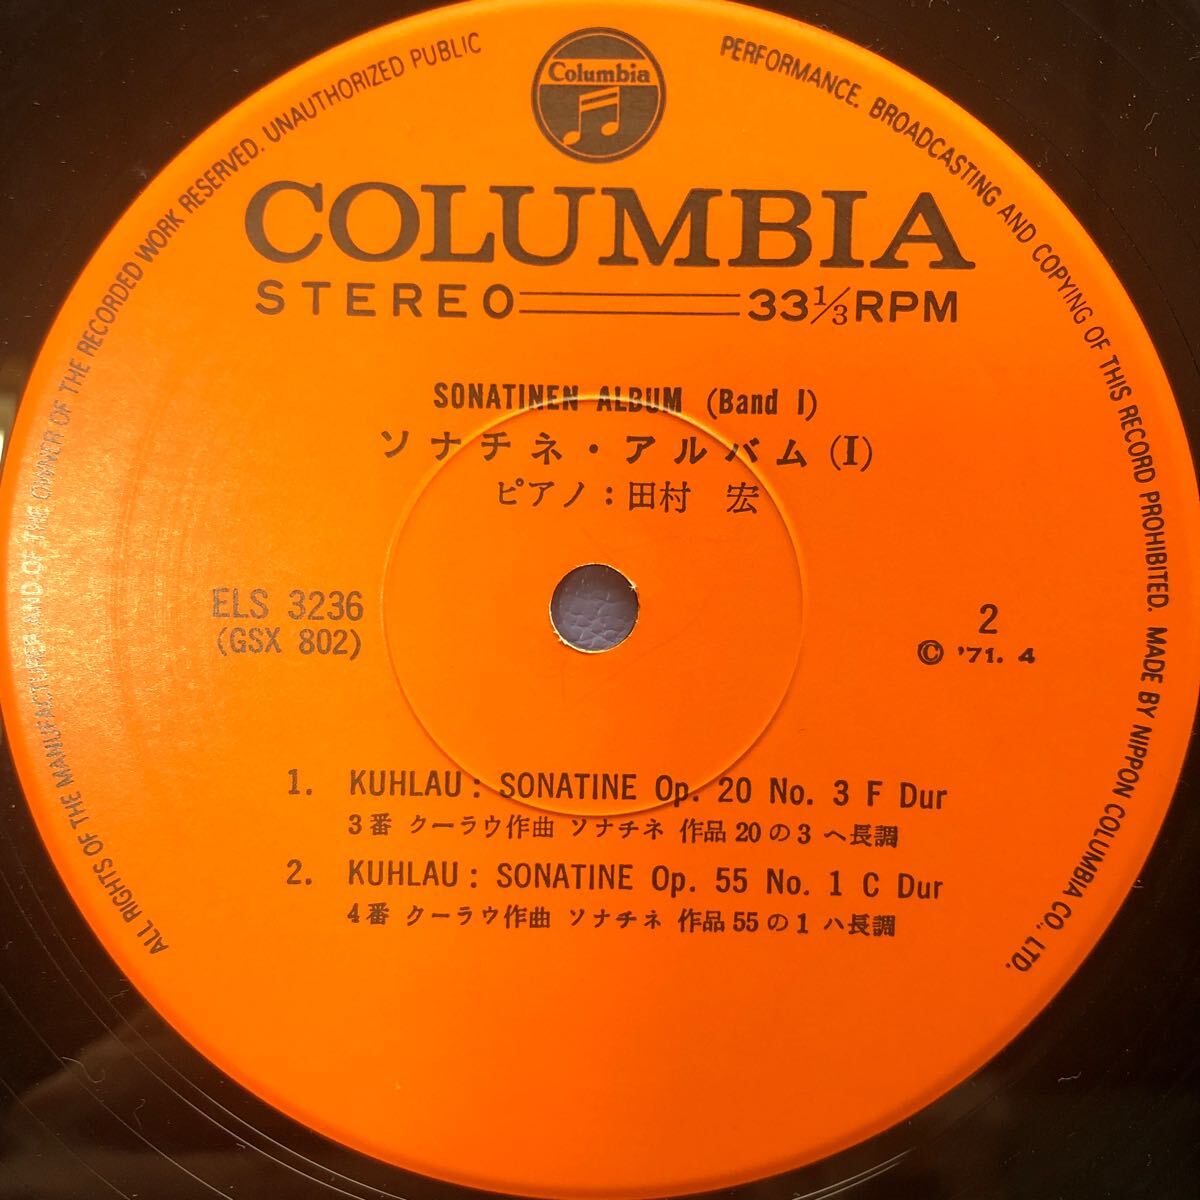 ALL RIGHTS OF THE MANUFACTURER AND OF THE OWNER OF THE RECORDED WORK RESERVED. UNAUTHORIZED PUBLIC PERFORMANCE. BROADCASTING AND COPYING OF THIS RECORD PROHIBITED. MADE BY NIPPON COLUMBIA CO., LTD.
Columbia
COLUMBIA
STEREO 33 1/3 RPM
SONATINEN ALBUM (Band I)
ソナチネ・アルバム (I)
ピアノ：田村 宏
ELS 3236
(GSX 802)
2
© '71. 4
1. KUHLAU : SONATINE Op. 20 No. 3 F Dur
3番 クーラウ作曲 ソナチネ 作品20の3 ヘ長調
2. KUHLAU : SONATINE Op. 55 No. 1 C Dur
4番 クーラウ作曲 ソナチネ 作品55の1 ハ長調